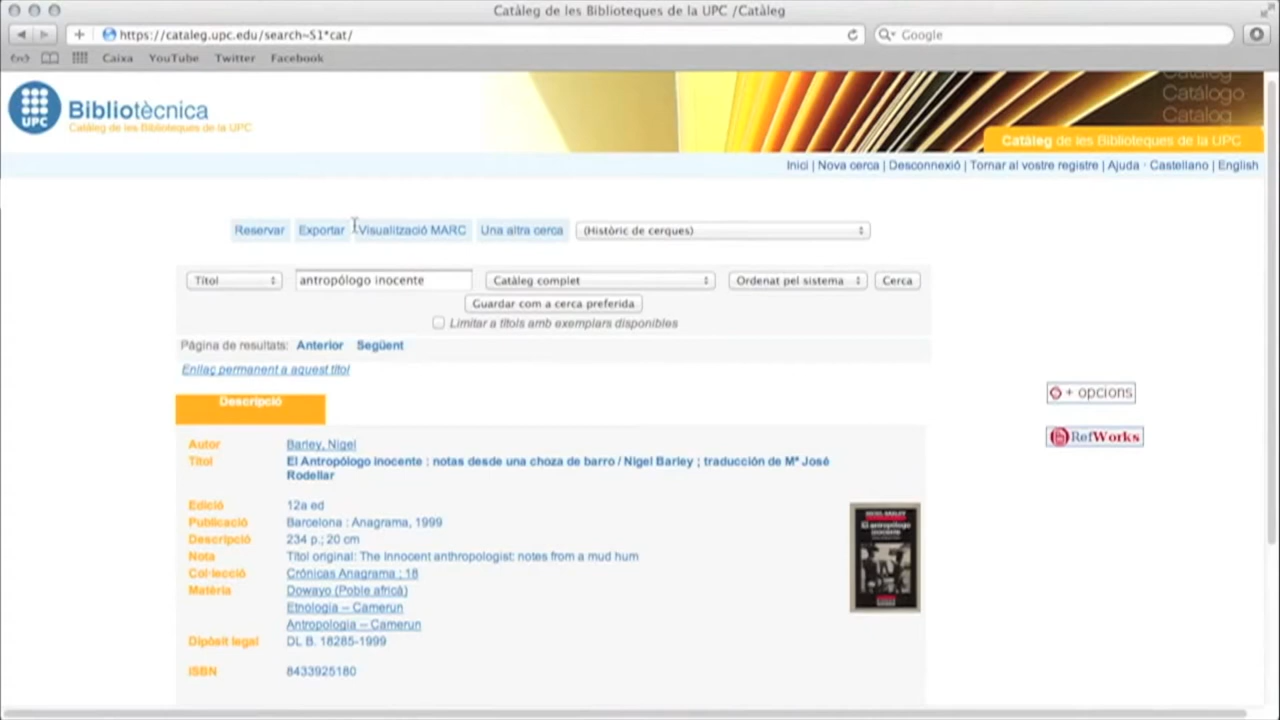 Catàleg de les Biblioteques de la UPC /Catàleg
https://cataleg.upc.edu/search~S1*cat/
Google
Caixa YouTube Twitter Facebook
UPC
Bibliotècnica
Catàleg de les Biblioteques de la UPC
Catàleg
Catálogo
Catalog
Catàleg de les Biblioteques de la UPC
Inici | Nova cerca | Desconnexió | Tornar al vostre registre | Ajuda · Castellano | English
Reservar Exportar Visualització MARC Una altra cerca (Històric de cerques)
Títol antropólogo inocente Catàleg complet Ordenat pel sistema Cerca
Guardar com a cerca preferida
Limitar a títols amb exemplars disponibles
Pàgina de resultats: Anterior Següent
Enllaç permanent a aquest títol
+ opcions
Descripció
RefWorks
Autor Barley, Nigel
Títol El Antropólogo inocente : notas desde una choza de barro / Nigel Barley ; traducción de Mª José
Rodellar
Edició 12a ed
Publicació Barcelona : Anagrama, 1999
Descripció 234 p.; 20 cm
Nota Títol original: The innocent anthropologist: notes from a mud hum
Col·lecció Crónicas Anagrama ; 18
Matèria Dowayo (Poble africà)
Etnologia -- Camerun
Antropologia -- Camerun
Dipòsit legal DL B. 18285-1999
ISBN 8433925180
El antropólogo
inocente